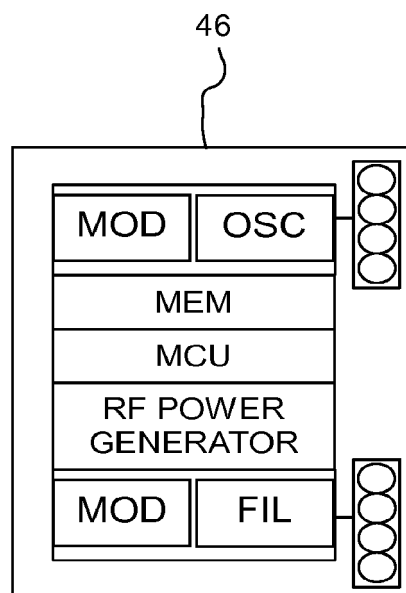 46
MOD OSC
MEM
MCU
RF POWER
GENERATOR
MOD FIL